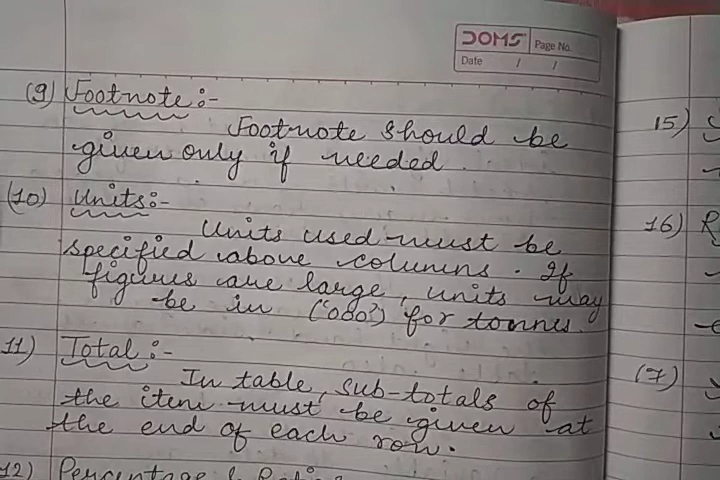 DOMS Page No.
Date / /
(9) Footnote :-
Footnote should be
given only if needed.
(10) Units:-
Units used must be
specified above columns. If
figures are large, units may
be in ('000') for tonnes.
11) Total :-
In table, sub-totals of
the item must be given at
the end of each row.
12) Percentage &
15)
16)
(7)